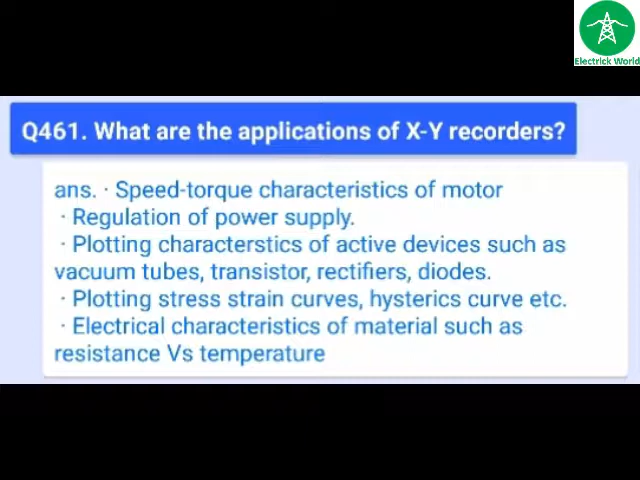 Electrick World
Q461. What are the applications of X-Y recorders?
ans. · Speed-torque characteristics of motor
· Regulation of power supply.
· Plotting characterstics of active devices such as
vacuum tubes, transistor, rectifiers, diodes.
· Plotting stress strain curves, hysterics curve etc.
· Electrical characteristics of material such as
resistance Vs temperature